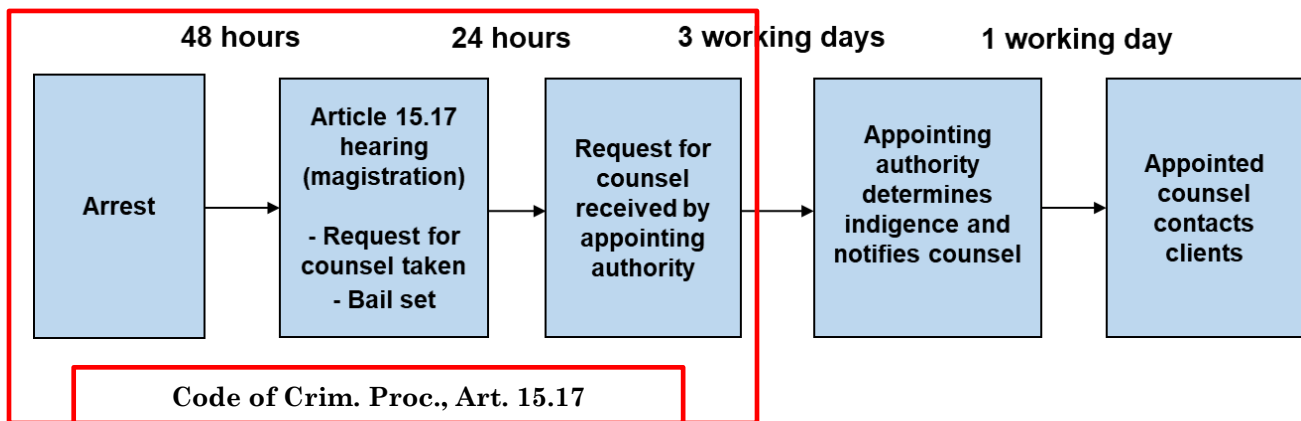 48 hours
24 hours
3 working days
1 working day
Arrest
Article 15.17
hearing
(magistration)
- Request for
counsel taken
- Bail set
Request for
counsel
received by
appointing
authority
Appointing
authority
determines
indigence and
notifies counsel
Appointed
counsel
contacts
clients
Code of Crim. Proc., Art. 15.17